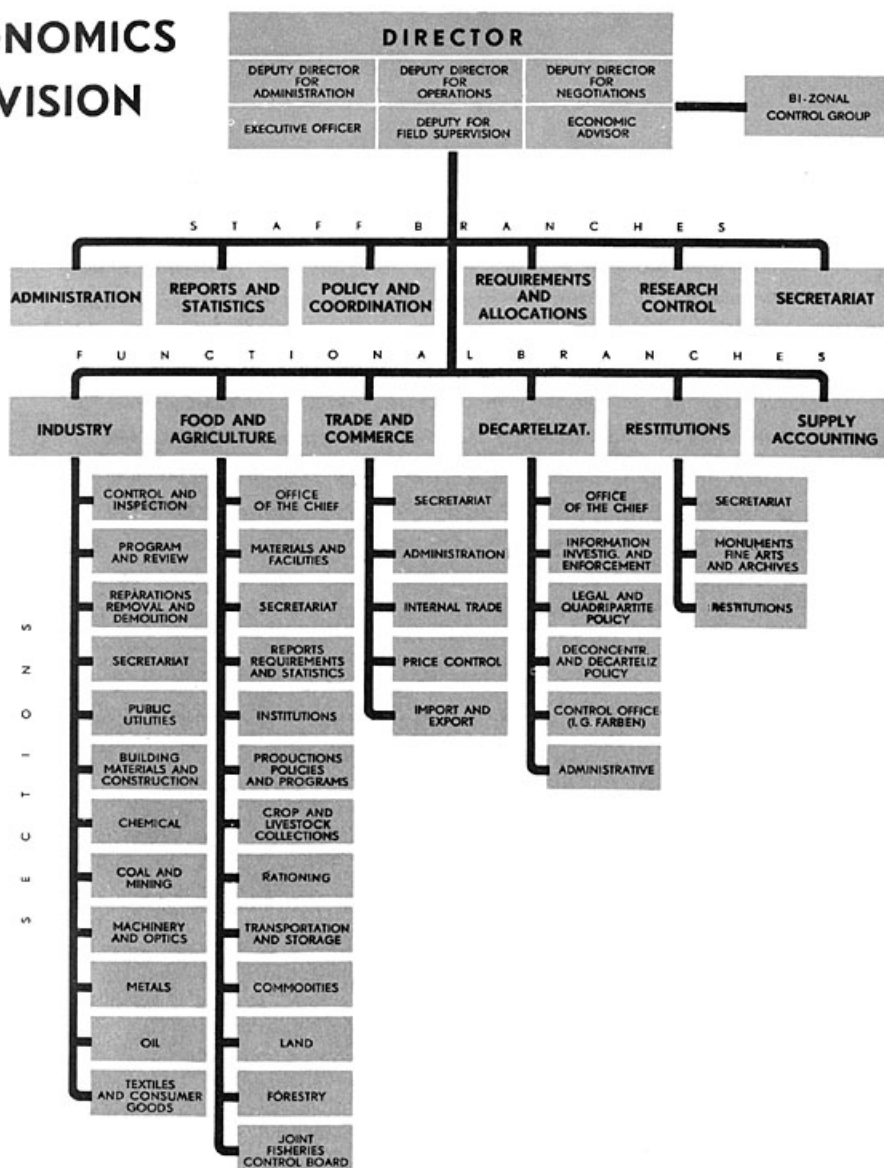 ONOMICS
VISION
DIRECTOR
DEPUTY DIRECTOR
FOR
ADMINISTRATION
DEPUTY DIRECTOR
FOR
OPERATIONS
DEPUTY DIRECTOR
FOR
NEGOTIATIONS
EXECUTIVE OFFICER
DEPUTY FOR
FIELD SUPERVISION
ECONOMIC
ADVISOR
BI-ZONAL
CONTROL GROUP
STAFF BRANCHES
ADMINISTRATION
REPORTS AND
STATISTICS
POLICY AND
COORDINATION
REQUIREMENTS
AND
ALLOCATIONS
RESEARCH
CONTROL
SECRETARIAT
FUNCTIONAL BRANCHES
INDUSTRY
FOOD AND
AGRICULTURE
TRADE AND
COMMERCE
DECARTELIZAT.
RESTITUTIONS
SUPPLY
ACCOUNTING
SECTIONS
CONTROL AND
INSPECTION
PROGRAM
AND REVIEW
REPARATIONS
REMOVAL AND
DEMOLITION
SECRETARIAT
PUBLIC
UTILITIES
BUILDING
MATERIALS AND
CONSTRUCTION
CHEMICAL
COAL AND
MINING
MACHINERY
AND OPTICS
METALS
OIL
TEXTILES
AND CONSUMER
GOODS
OFFICE
OF THE CHIEF
MATERIALS AND
FACILITIES
SECRETARIAT
REPORTS
REQUIREMENTS
AND STATISTICS
INSTITUTIONS
PRODUCTIONS
POLICIES
AND PROGRAMS
CROP AND
LIVESTOCK
COLLECTIONS
RATIONING
TRANSPORTATION
AND STORAGE
COMMODITIES
LAND
FORESTRY
JOINT
FISHERIES
CONTROL BOARD
SECRETARIAT
ADMINISTRATION
INTERNAL TRADE
PRICE CONTROL
IMPORT AND
EXPORT
OFFICE
OF THE CHIEF
INFORMATION
INVESTIG. AND
ENFORCEMENT
LEGAL AND
QUADRIPARTITE
POLICY
DECONCENTR.
AND DECARTELIZ
POLICY
CONTROL OFFICE
(I. G. FARBEN)
ADMINISTRATIVE
SECRETARIAT
MONUMENTS
FINE ARTS
AND ARCHIVES
RESTITUTIONS